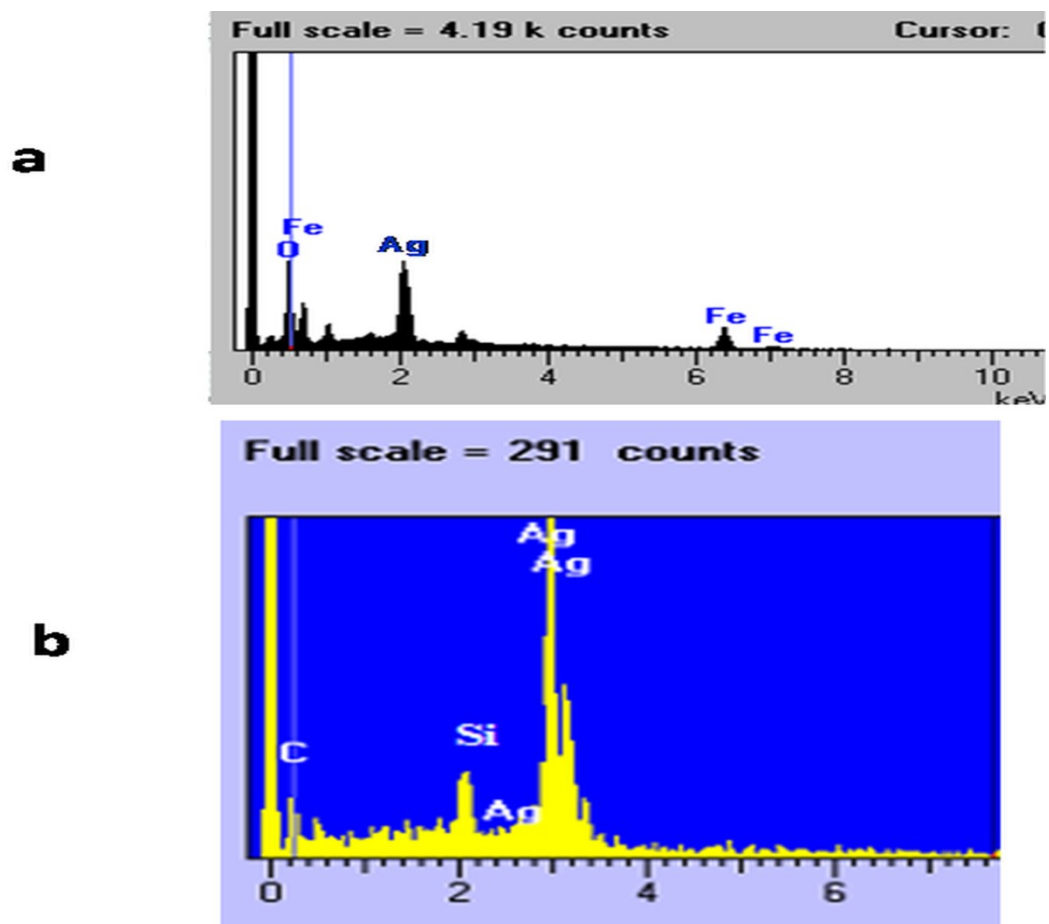 a
Full scale = 4.19 k counts Cursor:
Fe
O
Ag
Fe
Fe
0 2 4 6 8 10
keV
b
Full scale = 291 counts
Ag
Ag
C
Si
Ag
0 2 4 6